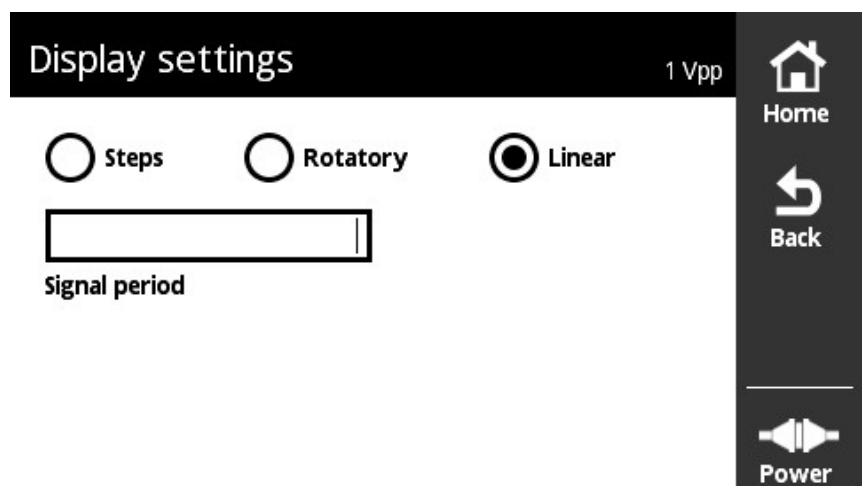 Display settings
1 Vpp
Home
Steps
Rotatory
Linear
Back
Signal period
Power